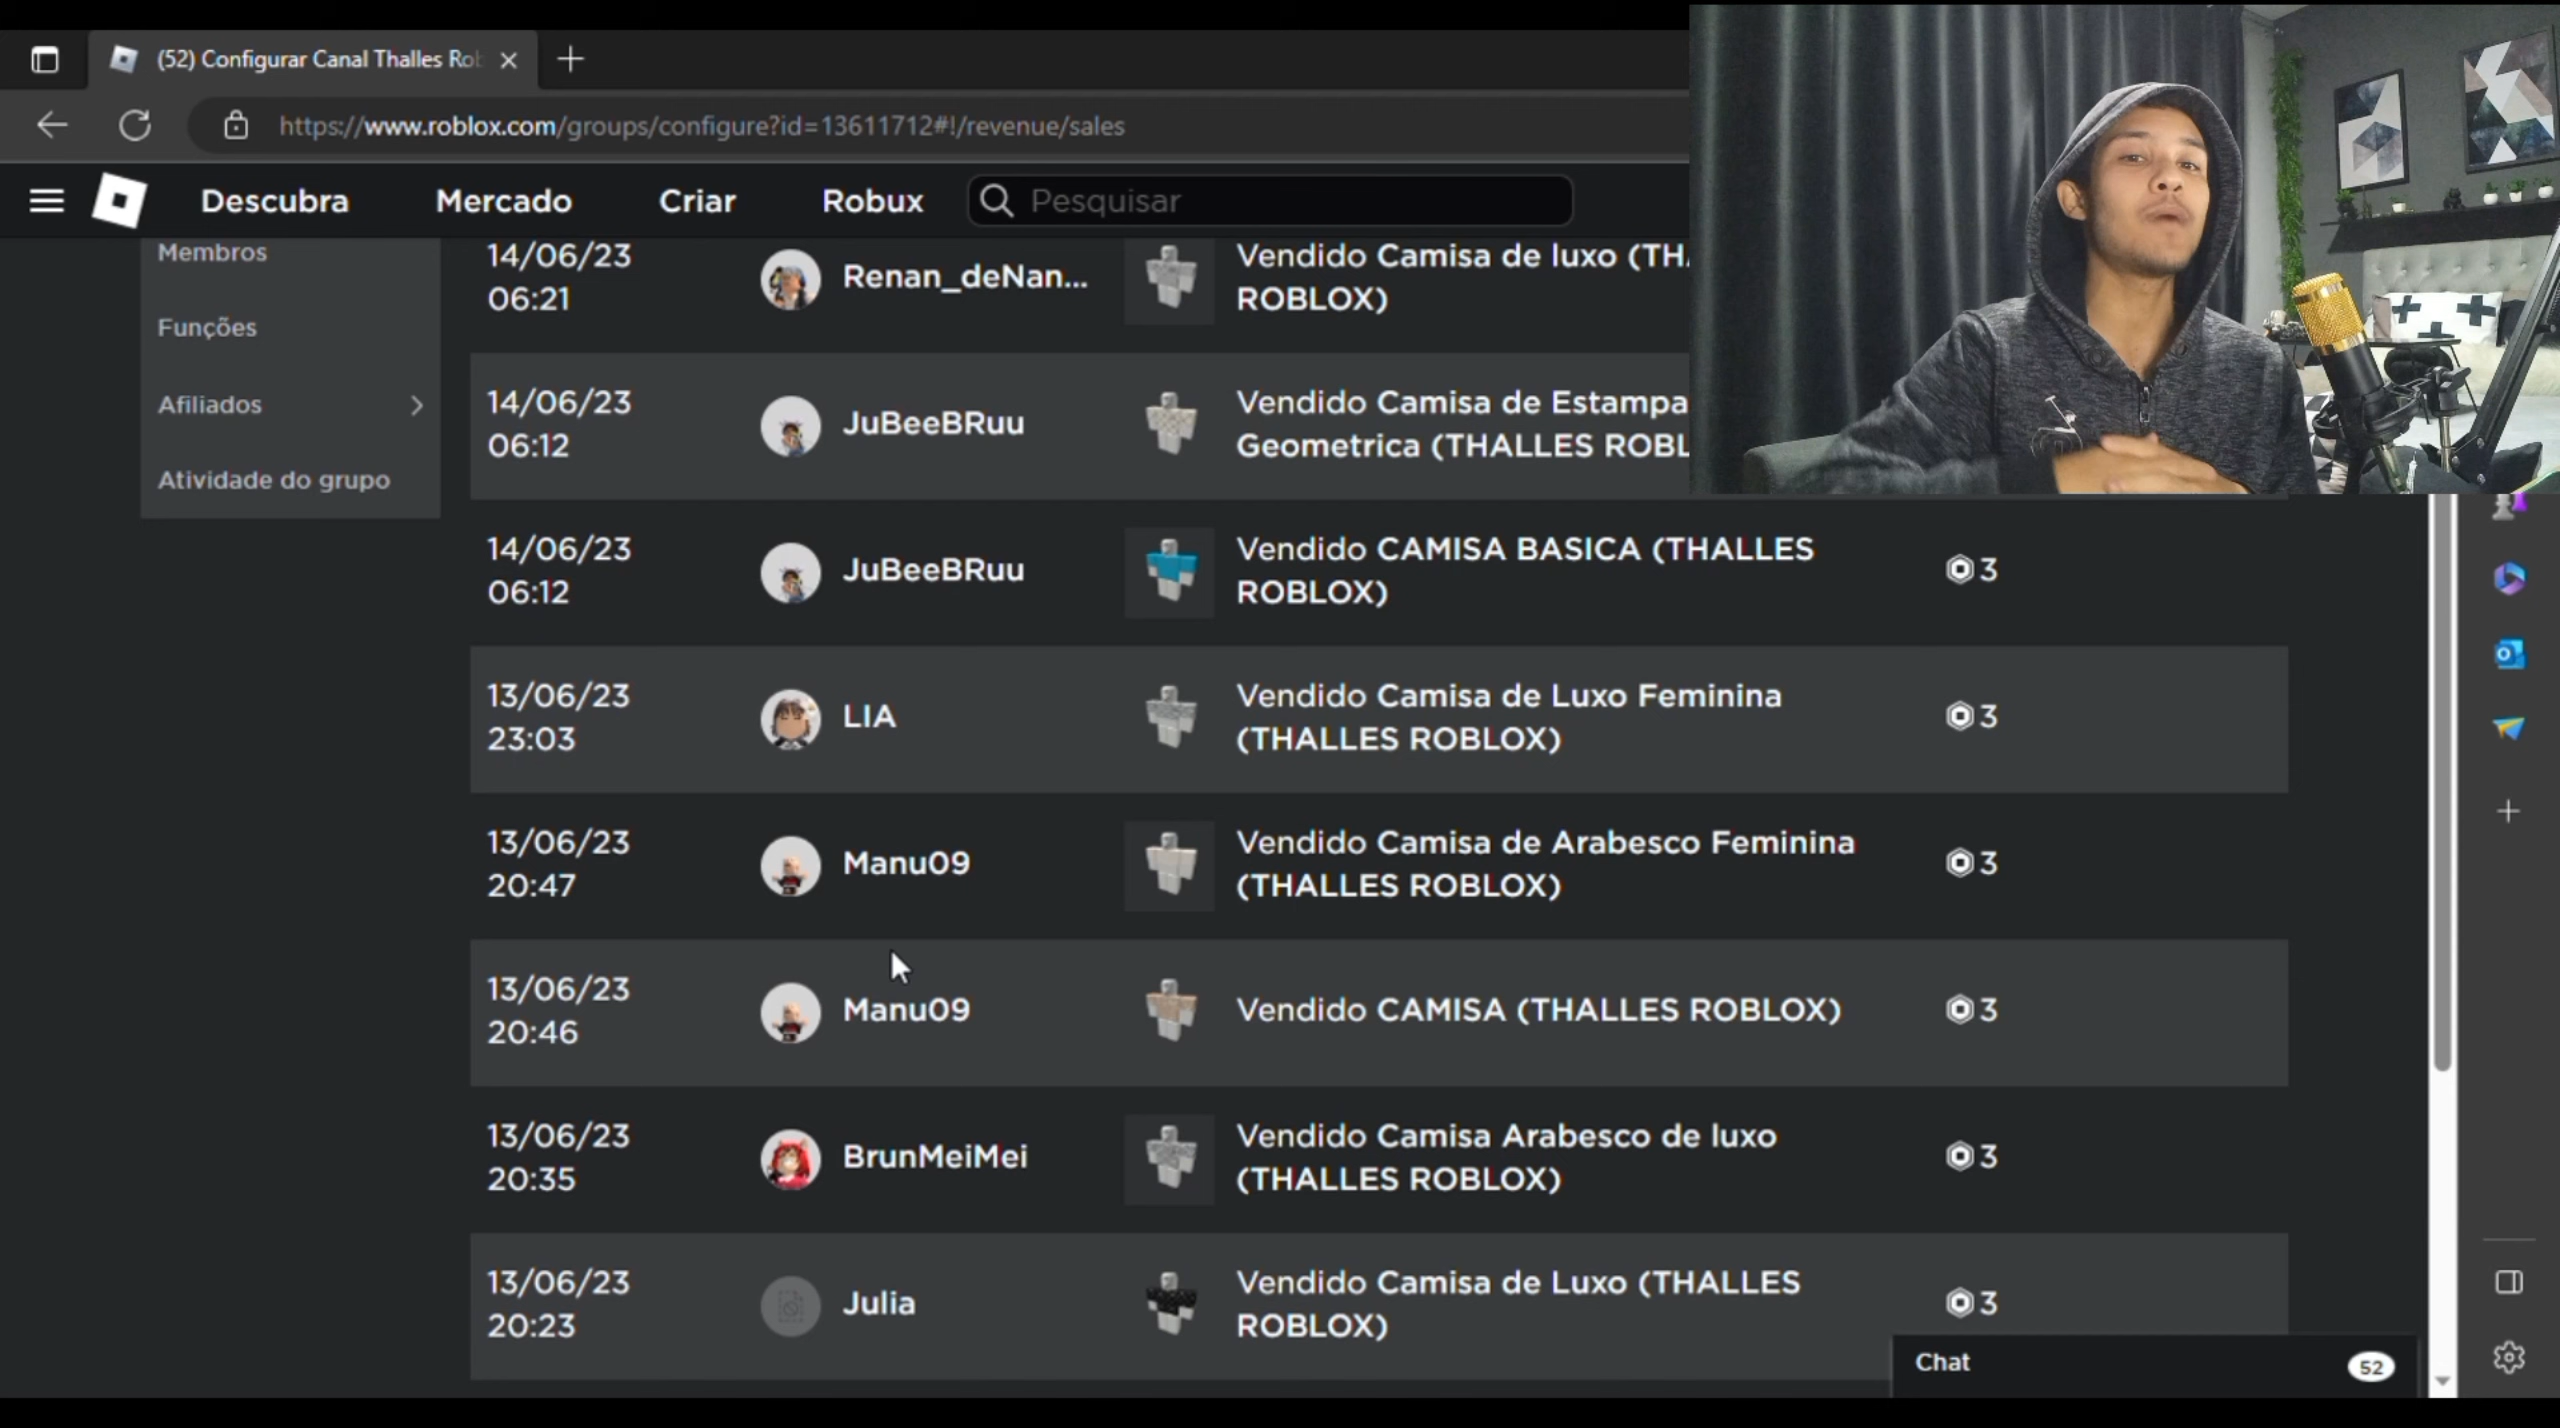 (52) Configurar Canal Thalles Rob
https://www.roblox.com/groups/configure?id=13611712#!/revenue/sales
Descubra Mercado Criar Robux Pesquisar
Membros
Funções
Afiliados
Atividade do grupo
14/06/23
06:21
Renan_deNan...
Vendido Camisa de luxo (TH
ROBLOX)
14/06/23
06:12
JuBeeBRuu
Vendido Camisa de Estampa
Geometrica (THALLES ROBL
14/06/23
06:12
JuBeeBRuu
Vendido CAMISA BASICA (THALLES
ROBLOX)
3
13/06/23
23:03
LIA
Vendido Camisa de Luxo Feminina
(THALLES ROBLOX)
3
13/06/23
20:47
Manu09
Vendido Camisa de Arabesco Feminina
(THALLES ROBLOX)
3
13/06/23
20:46
Manu09
Vendido CAMISA (THALLES ROBLOX)
3
13/06/23
20:35
BrunMeiMei
Vendido Camisa Arabesco de luxo
(THALLES ROBLOX)
3
13/06/23
20:23
Julia
Vendido Camisa de Luxo (THALLES
ROBLOX)
3
Chat 52